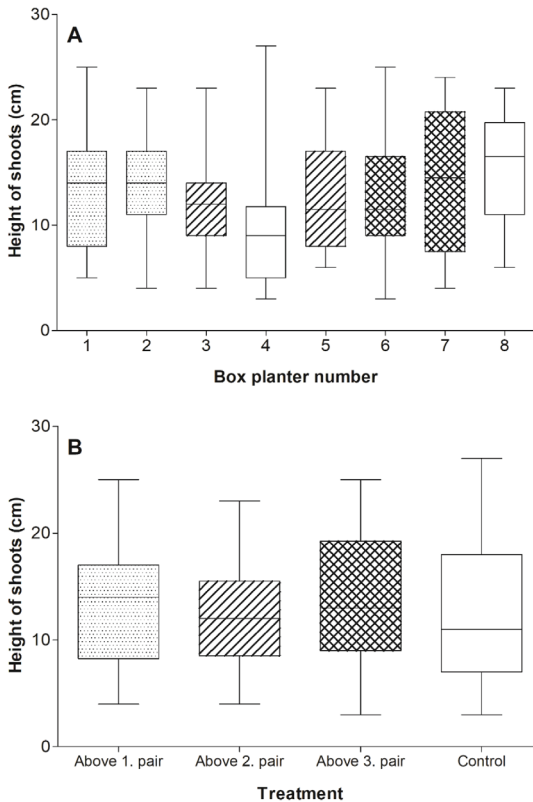 A
30
20
10
0
Height of shoots (cm)
1 2 3 4 5 6 7 8
Box planter number
B
30
20
10
0
Height of shoots (cm)
Above 1. pair Above 2. pair Above 3. pair Control
Treatment